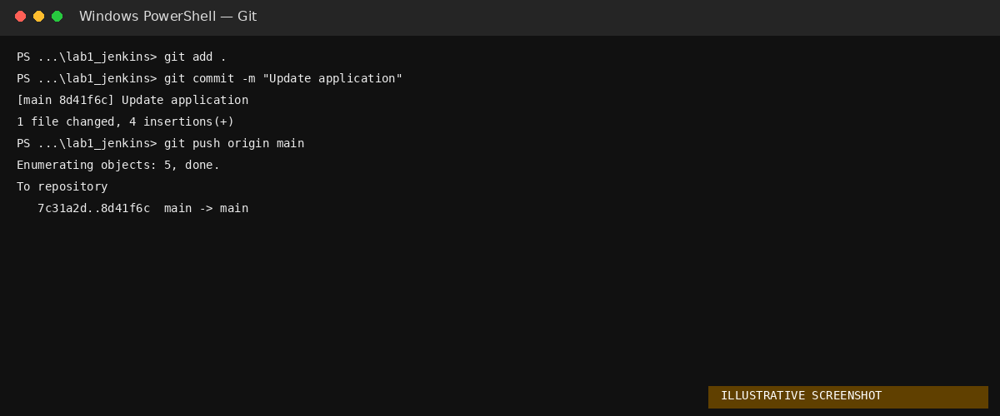 Windows PowerShell — Git
PS ...\lab1_jenkins> git add .
PS ...\lab1_jenkins> git commit -m "Update application"
[main 8d41f6c] Update application
1 file changed, 4 insertions(+)
PS ...\lab1_jenkins> git push origin main
Enumerating objects: 5, done.
To repository
   7c31a2d..8d41f6c  main -> main
ILLUSTRATIVE SCREENSHOT